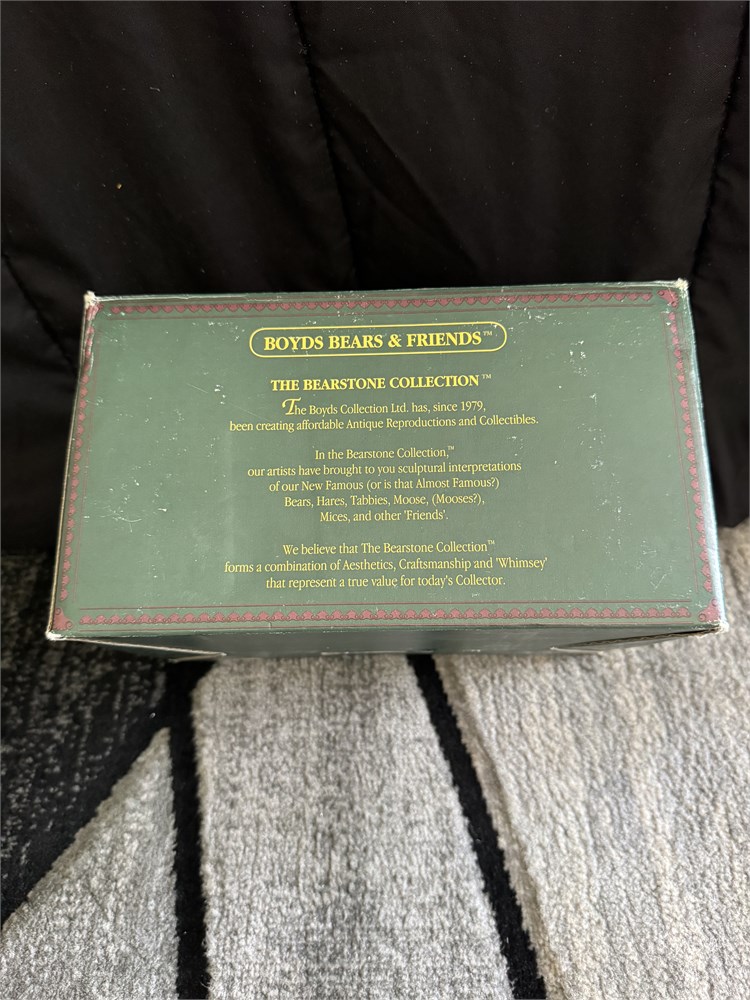 BOYDS BEARS & FRIENDS™
THE BEARSTONE COLLECTION™
The Boyds Collection Ltd. has, since 1979,
been creating affordable Antique Reproductions and Collectibles.
In the Bearstone Collection,™
our artists have brought to you sculptural interpretations
of our New Famous (or is that Almost Famous?)
Bears, Hares, Tabbies, Moose, (Mooses?),
Mices, and other 'Friends'.
We believe that The Bearstone Collection™
forms a combination of Aesthetics, Craftsmanship and 'Whimsey'
that represent a true value for today's Collector.